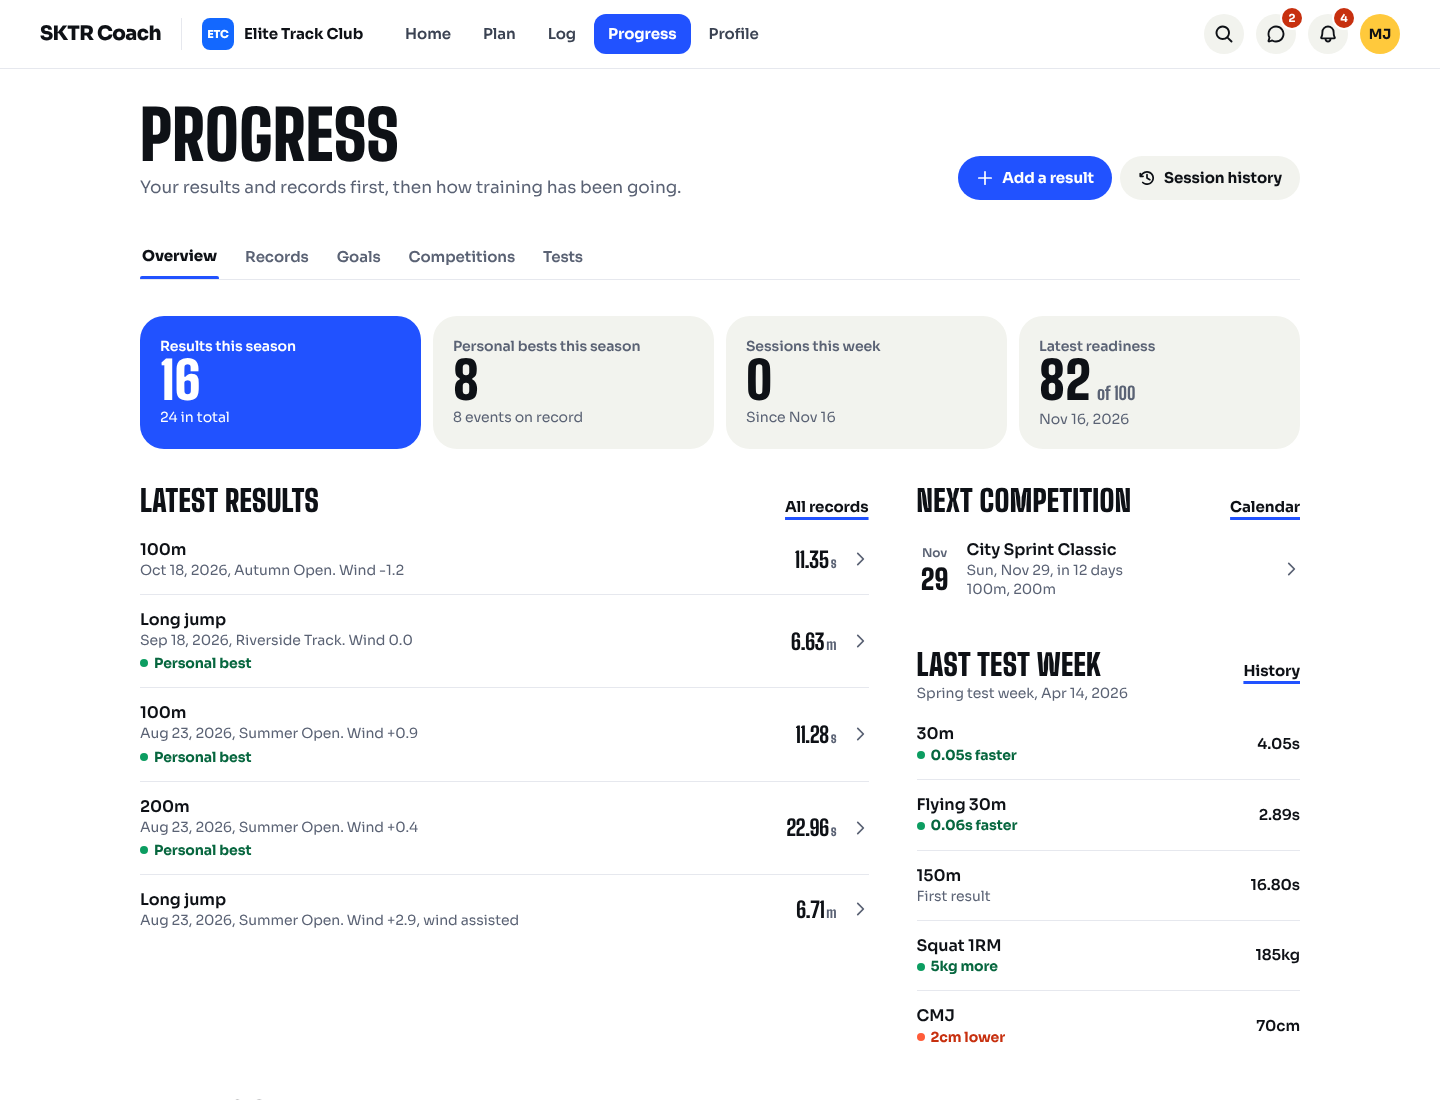 SKTR Coach
ETC
Elite Track Club
Home
Plan
Log
Progress
Profile
2
4
MJ
PROGRESS
Your results and records first, then how training has been going.
Add a result
Session history
Overview
Records
Goals
Competitions
Tests
Results this season
16
24 in total
Personal bests this season
8
8 events on record
Sessions this week
0
Since Nov 16
Latest readiness
82 of 100
Nov 16, 2026
LATEST RESULTS
All records
100m
Oct 18, 2026, Autumn Open. Wind -1.2
11.35s
Long jump
Sep 18, 2026, Riverside Track. Wind 0.0
Personal best
6.63m
100m
Aug 23, 2026, Summer Open. Wind +0.9
Personal best
11.28s
200m
Aug 23, 2026, Summer Open. Wind +0.4
Personal best
22.96s
Long jump
Aug 23, 2026, Summer Open. Wind +2.9, wind assisted
6.71m
NEXT COMPETITION
Calendar
Nov
29
City Sprint Classic
Sun, Nov 29, in 12 days
100m, 200m
LAST TEST WEEK
History
Spring test week, Apr 14, 2026
30m
0.05s faster
4.05s
Flying 30m
0.06s faster
2.89s
150m
First result
16.80s
Squat 1RM
5kg more
185kg
CMJ
2cm lower
70cm